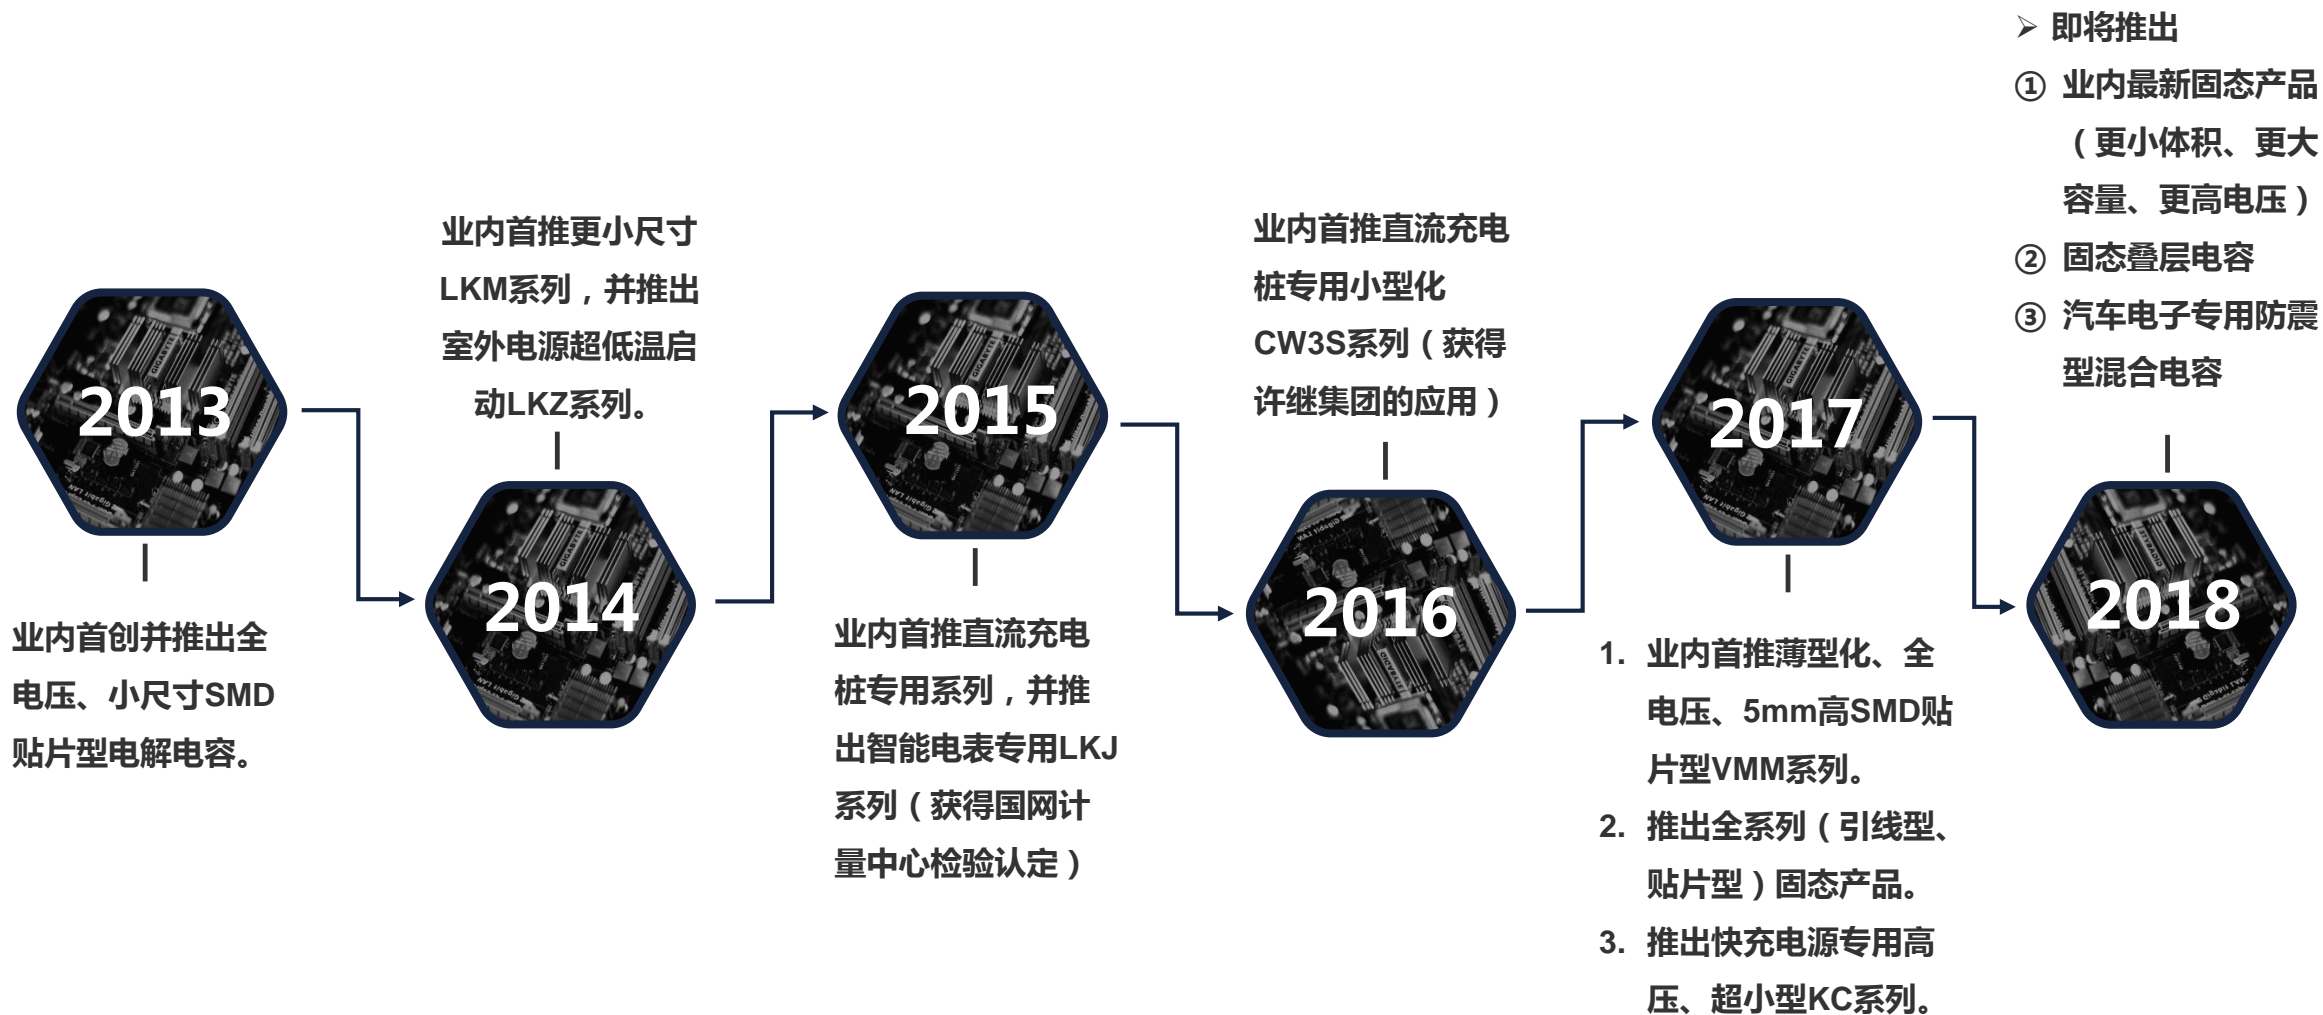 2013
业内首创并推出全
电压、小尺寸SMD
贴片型电解电容。
业内首推更小尺寸
LKM系列，并推出
室外电源超低温启
动LKZ系列。
2014
2015
业内首推直流充电
桩专用系列，并推
出智能电表专用LKJ
系列（获得国网计
量中心检验认定）
业内首推直流充电
桩专用小型化
CW3S系列（获得
许继集团的应用）
2016
2017
1. 业内首推薄型化、全
电压、5mm高SMD贴
片型VMM系列。
2. 推出全系列（引线型、
贴片型）固态产品。
3. 推出快充电源专用高
压、超小型KC系列。
➢ 即将推出
① 业内最新固态产品
（更小体积、更大
容量、更高电压）
② 固态叠层电容
③ 汽车电子专用防震
型混合电容
2018